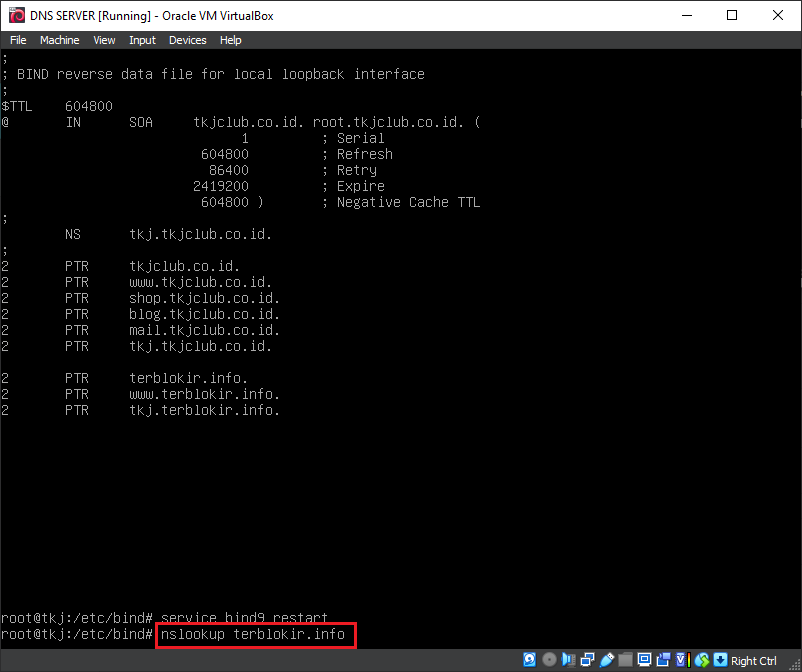 DNS SERVER [Running] - Oracle VM VirtualBox
File Machine View Input Devices Help
;
; BIND reverse data file for local loopback interface
;
$TTL 604800
@ IN SOA tkjclub.co.id. root.tkjclub.co.id. (
1 ; Serial
604800 ; Refresh
86400 ; Retry
2419200 ; Expire
604800 ) ; Negative Cache TTL
;
NS tkj.tkjclub.co.id.
;
2 PTR tkjclub.co.id.
2 PTR www.tkjclub.co.id.
2 PTR shop.tkjclub.co.id.
2 PTR blog.tkjclub.co.id.
2 PTR mail.tkjclub.co.id.
2 PTR tkj.tkjclub.co.id.
2 PTR terblokir.info.
2 PTR www.terblokir.info.
2 PTR tkj.terblokir.info.
root@tkj:/etc/bind# service bind9 restart
root@tkj:/etc/bind# nslookup terblokir.info
Right Ctrl